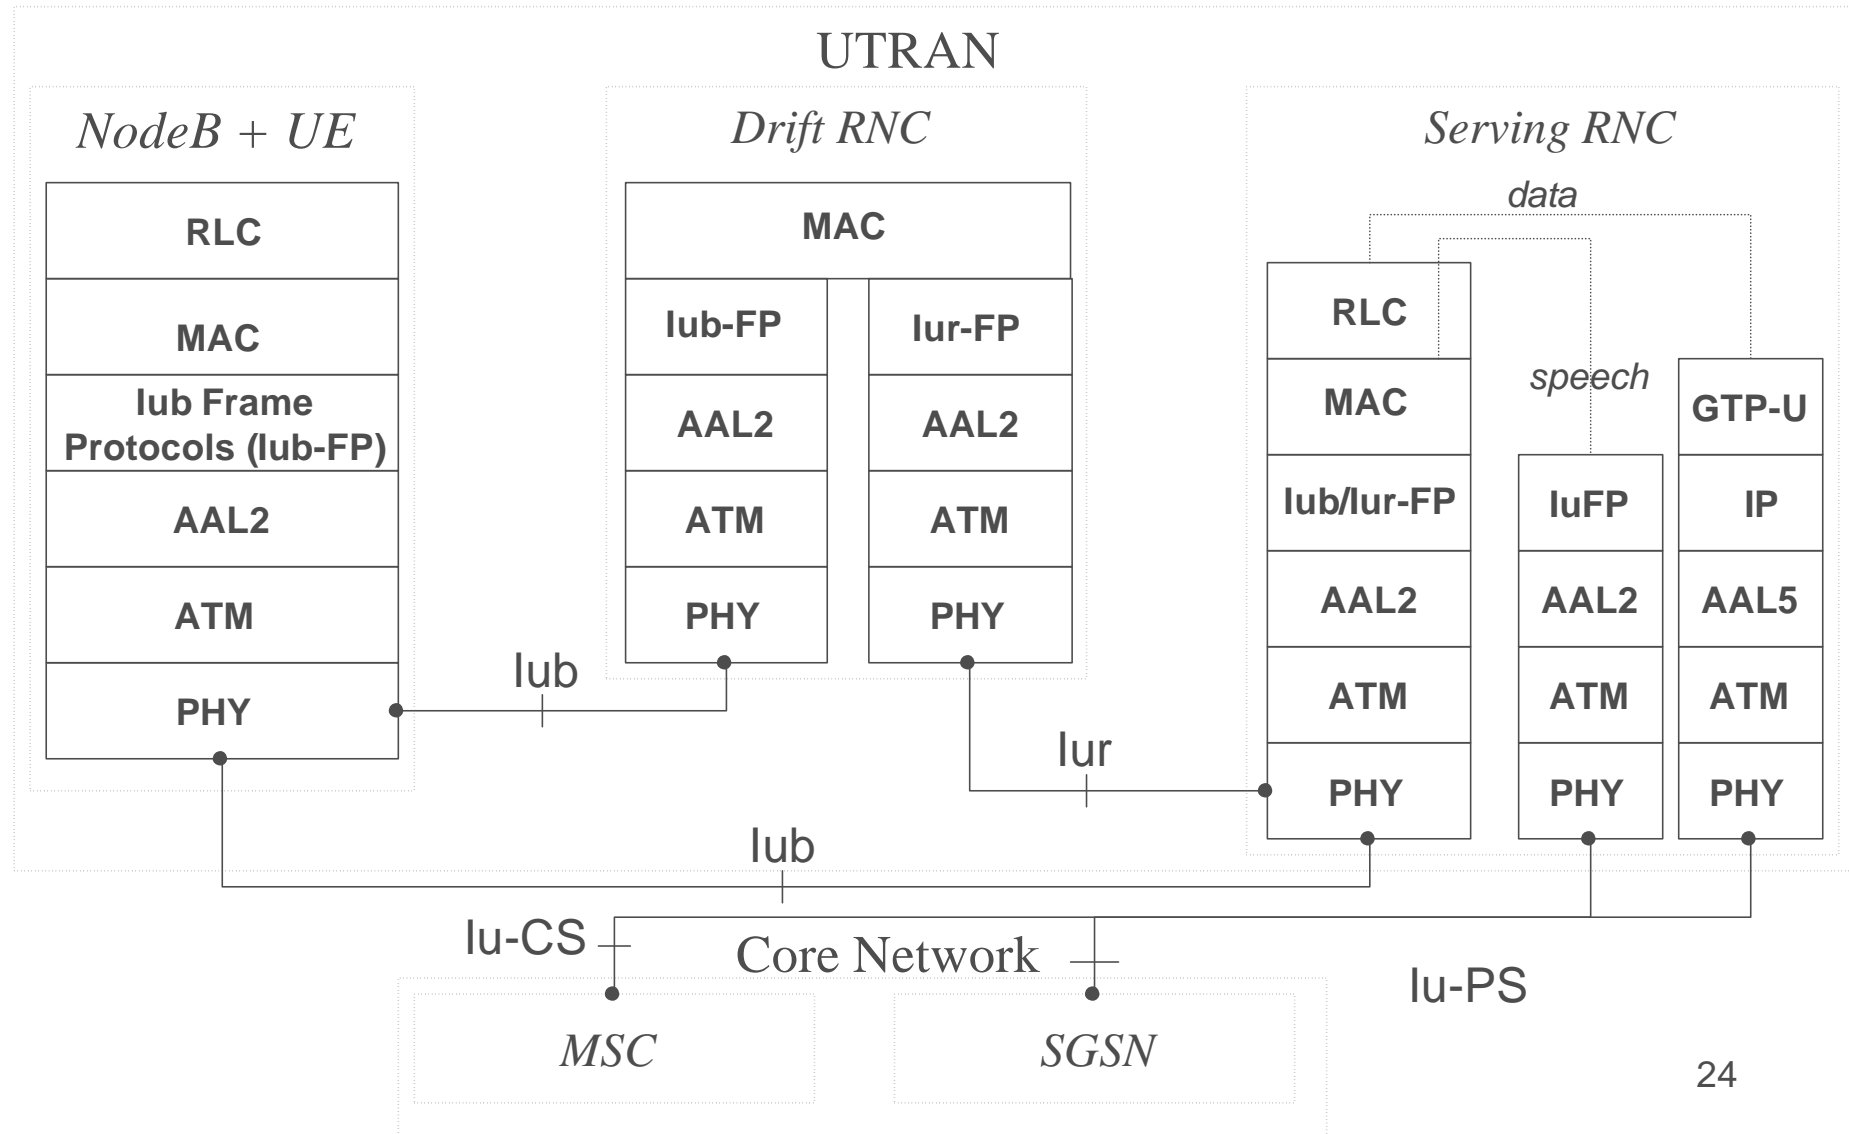 UTRAN
NodeB + UE
RLC
MAC
Iub Frame
Protocols (Iub-FP)
AAL2
ATM
PHY
Iub
Drift RNC
MAC
Iub-FP
AAL2
ATM
PHY
Iur-FP
AAL2
ATM
PHY
Iur
Serving RNC
data
speech
RLC
MAC
Iub/Iur-FP
AAL2
ATM
PHY
IuFP
AAL2
ATM
PHY
GTP-U
IP
AAL5
ATM
PHY
Iub
Iu-CS
Core Network
Iu-PS
MSC
SGSN
24